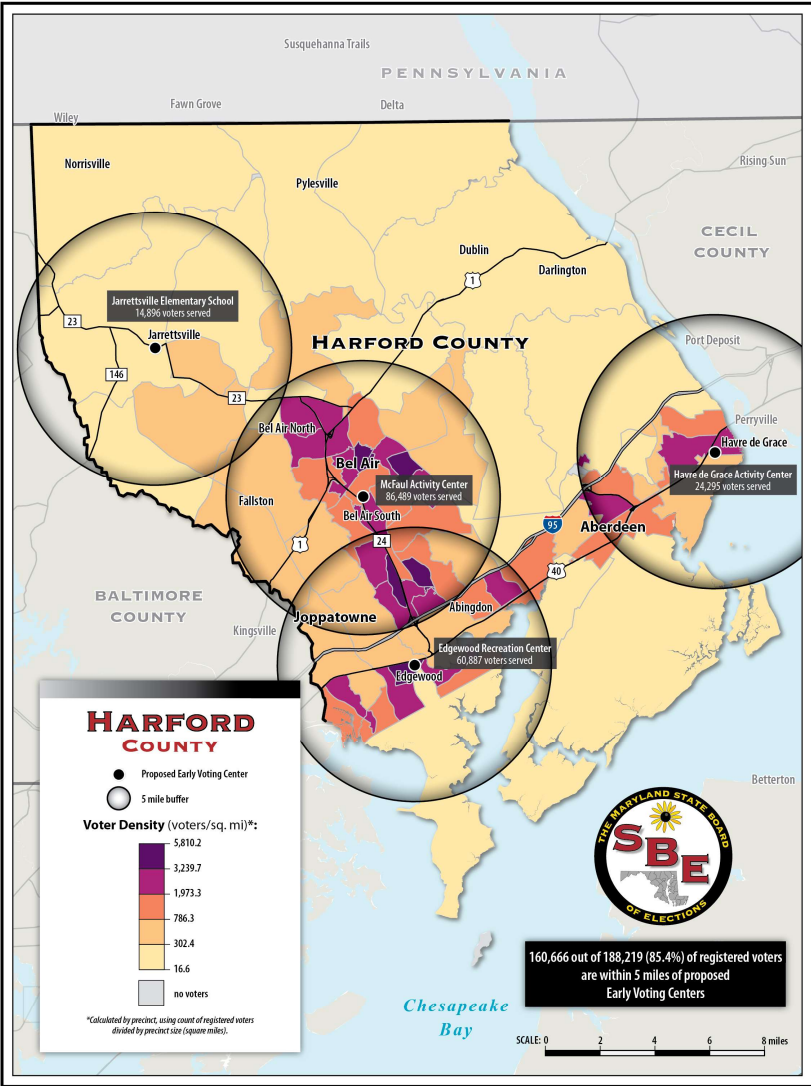 Susquehanna Trails
PENNSYLVANIA
Fawn Grove
Delta
Wiley
Norrisville
Pylesville
Rising Sun
CECIL
COUNTY
Dublin
Darlington
1
Jarrettsville Elementary School
14,896 voters served
23
Jarrettsville
HARFORD COUNTY
Port Deposit
146
23
Perryville
Bel Air North
Havre de Grace
Bel Air
McFaul Activity Center
86,489 voters served
Havre de Grace Activity Center
24,295 voters served
Fallston
Bel Air South
95
Aberdeen
1
24
40
BALTIMORE
COUNTY
Joppatowne
Abingdon
Kingsville
Edgewood Recreation Center
60,887 voters served
Edgewood
HARFORD
COUNTY
Proposed Early Voting Center
5 mile buffer
Voter Density (voters/sq. mi)*:
5,810.2
3,239.7
1,973.3
786.3
302.4
16.6
no voters
*Calculated by precinct, using count of registered voters
divided by precinct size (square miles).
Betterton
THE MARYLAND STATE BOARD
SBE
OF ELECTIONS
160,666 out of 188,219 (85.4%) of registered voters
are within 5 miles of proposed
Early Voting Centers
Chesapeake
Bay
SCALE: 0 2 4 6 8 miles